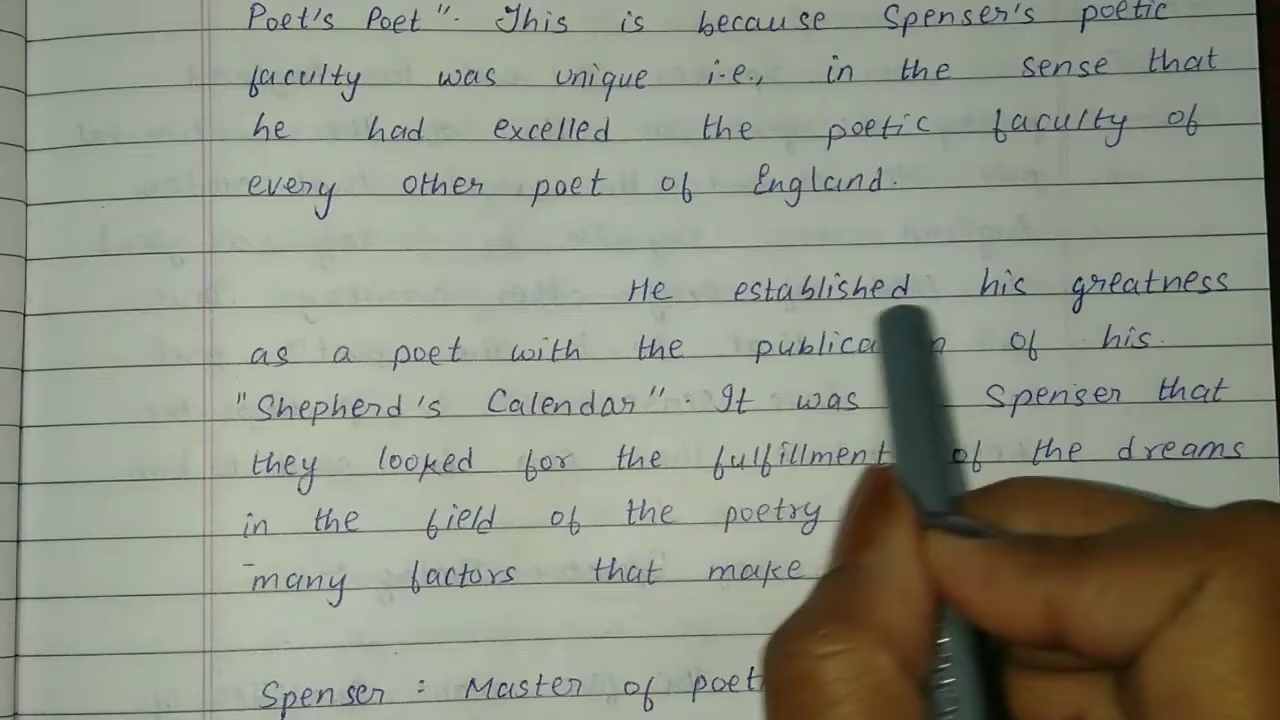 Poet's Poet". This is because Spenser's poetic
faculty was unique i.e., in the sense that
he had excelled the poetic faculty of
every other poet of England.
He established his greatness
as a poet with the of his.
"Shepherd's Calendar". It was Spenser that
they looked for the fulfillment of the dreams
in the field of the poetry
many factors that make
Spenser : Master of